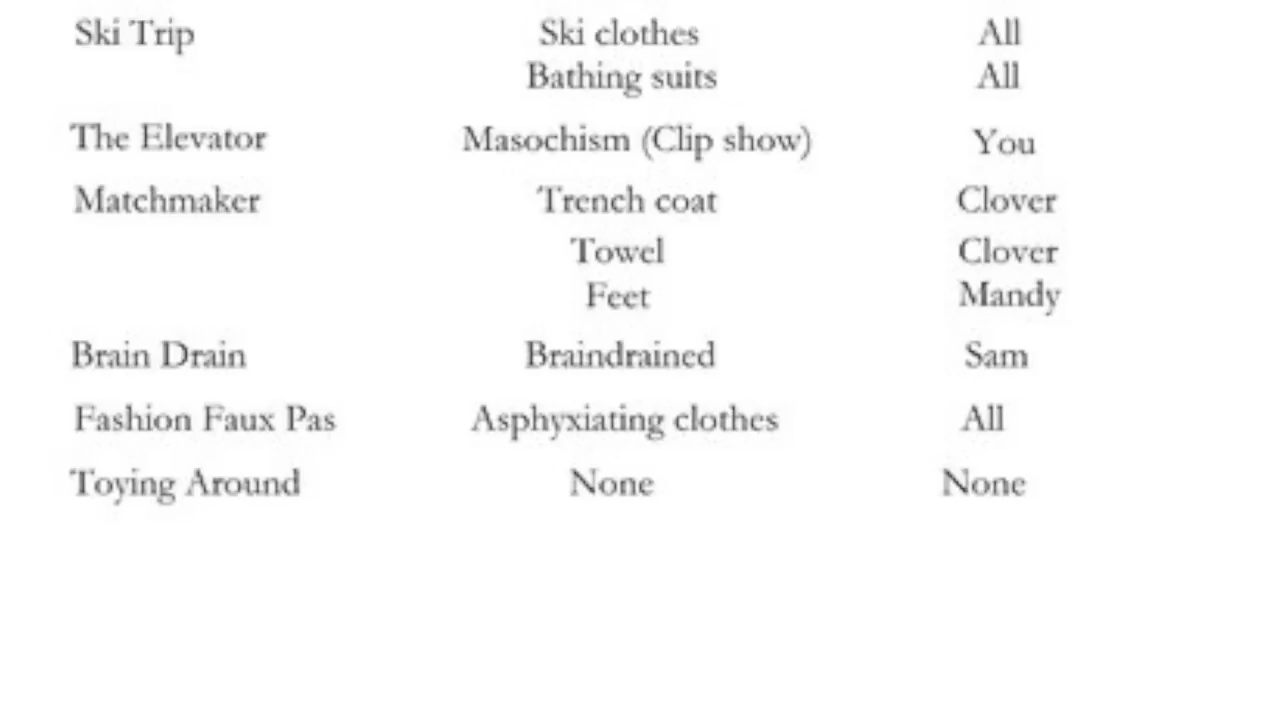 Ski Trip Ski clothes All
Bathing suits All
The Elevator Masochism (Clip show) You
Matchmaker Trench coat Clover
Towel Clover
Feet Mandy
Brain Drain Braindrained Sam
Fashion Faux Pas Asphyxiating clothes All
Toying Around None None